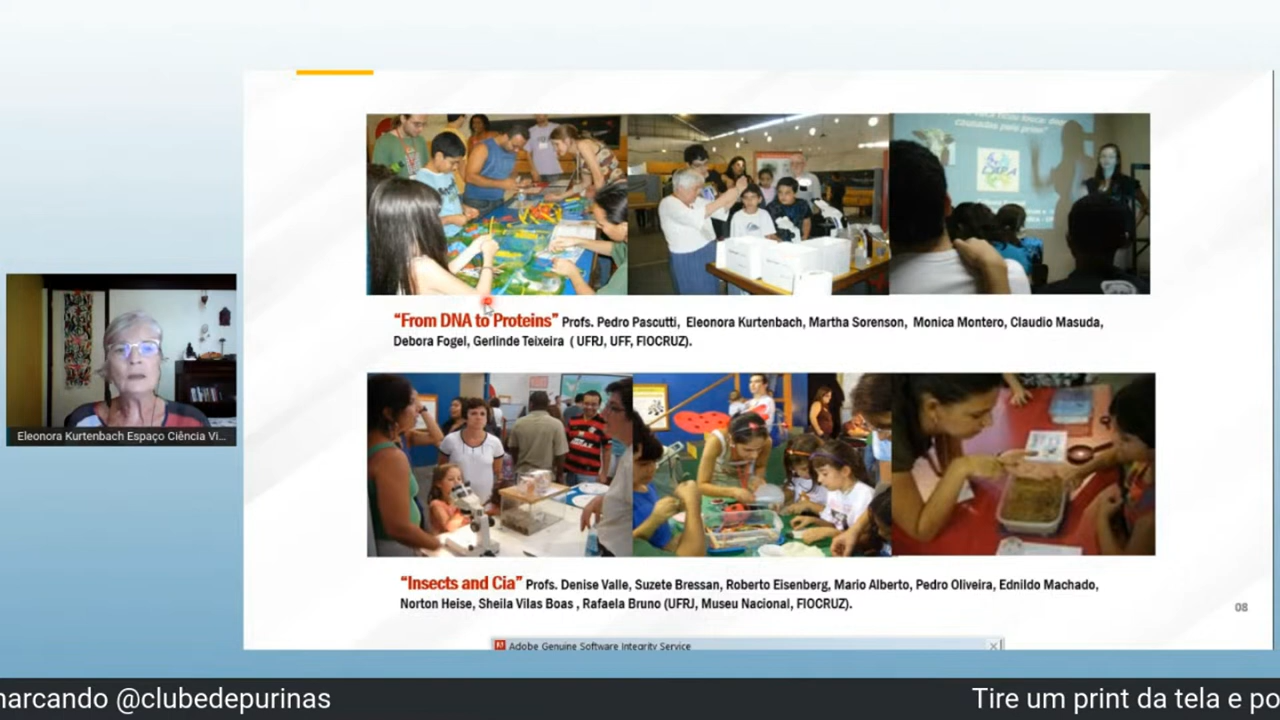 “From DNA to Proteins” Profs. Pedro Pascutti, Eleonora Kurtenbach, Martha Sorenson, Monica Montero, Claudio Masuda,
Debora Fogel, Gerlinde Teixeira ( UFRJ, UFF, FIOCRUZ).
Eleonora Kurtenbach Espaço Ciência Vi...
“Insects and Cia” Profs. Denise Valle, Suzete Bressan, Roberto Eisenberg, Mario Alberto, Pedro Oliveira, Ednildo Machado,
Norton Heise, Sheila Vilas Boas , Rafaela Bruno (UFRJ, Museu Nacional, FIOCRUZ).
08
Adobe Genuine Software Integrity Service
marcando @clubedepurinas
Tire um print da tela e po